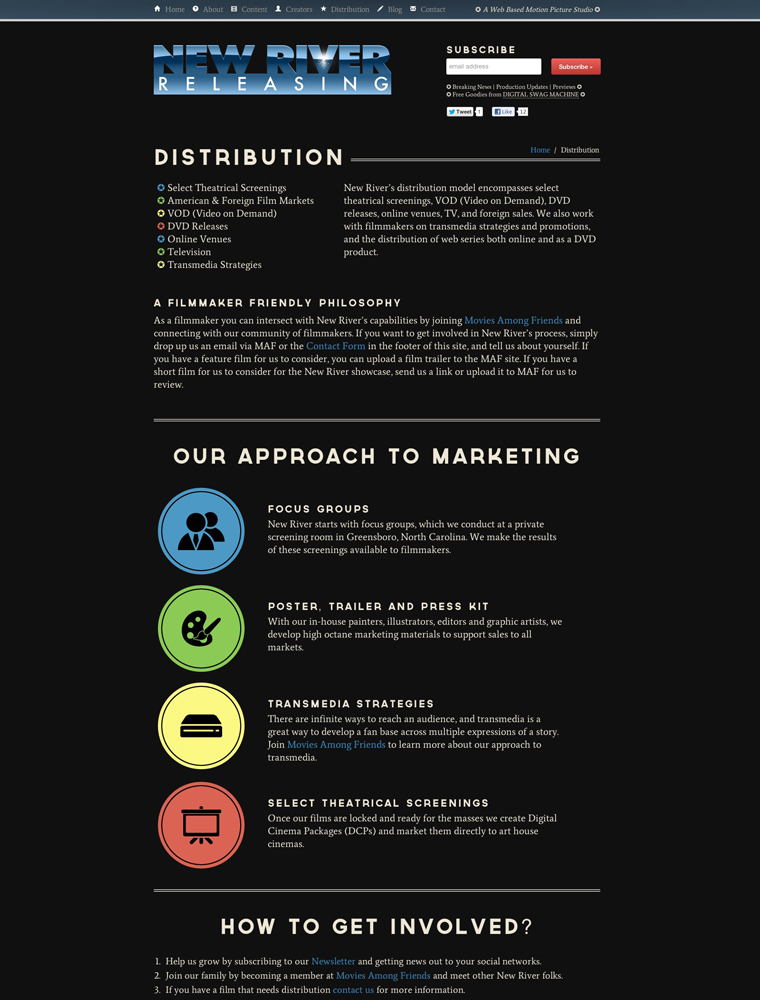 Home About Content Creators Distribution Blog Contact ✪ A Web Based Motion Picture Studio ✪
NEW RIVER
RELEASING
SUBSCRIBE
email address Subscribe »
✪ Breaking News | Production Updates | Previews ✪
✪ Free Goodies from DIGITAL SWAG MACHINE ✪
Tweet 1 Like 12
DISTRIBUTION
Home / Distribution
✪ Select Theatrical Screenings
✪ American & Foreign Film Markets
✪ VOD (Video on Demand)
✪ DVD Releases
✪ Online Venues
✪ Television
✪ Transmedia Strategies
New River's distribution model encompasses select
theatrical screenings, VOD (Video on Demand), DVD
releases, online venues, TV, and foreign sales. We also work
with filmmakers on transmedia strategies and promotions,
and the distribution of web series both online and as a DVD
product.
A FILMMAKER FRIENDLY PHILOSOPHY
As a filmmaker you can intersect with New River's capabilities by joining Movies Among Friends and
connecting with our community of filmmakers. If you want to get involved in New River's process, simply
drop up us an email via MAF or the Contact Form in the footer of this site, and tell us about yourself. If
you have a feature film for us to consider, you can upload a film trailer to the MAF site. If you have a
short film for us to consider for the New River showcase, send us a link or upload it to MAF for us to
review.
OUR APPROACH TO MARKETING
FOCUS GROUPS
New River starts with focus groups, which we conduct at a private
screening room in Greensboro, North Carolina. We make the results
of these screenings available to filmmakers.
POSTER, TRAILER AND PRESS KIT
With our in-house painters, illustrators, editors and graphic artists, we
develop high octane marketing materials to support sales to all
markets.
TRANSMEDIA STRATEGIES
There are infinite ways to reach an audience, and transmedia is a
great way to develop a fan base across multiple expressions of a story.
Join Movies Among Friends to learn more about our approach to
transmedia.
SELECT THEATRICAL SCREENINGS
Once our films are locked and ready for the masses we create Digital
Cinema Packages (DCPs) and market them directly to art house
cinemas.
HOW TO GET INVOLVED?
1. Help us grow by subscribing to our Newsletter and getting news out to your social networks.
2. Join our family by becoming a member at Movies Among Friends and meet other New River folks.
3. If you have a film that needs distribution contact us for more information.